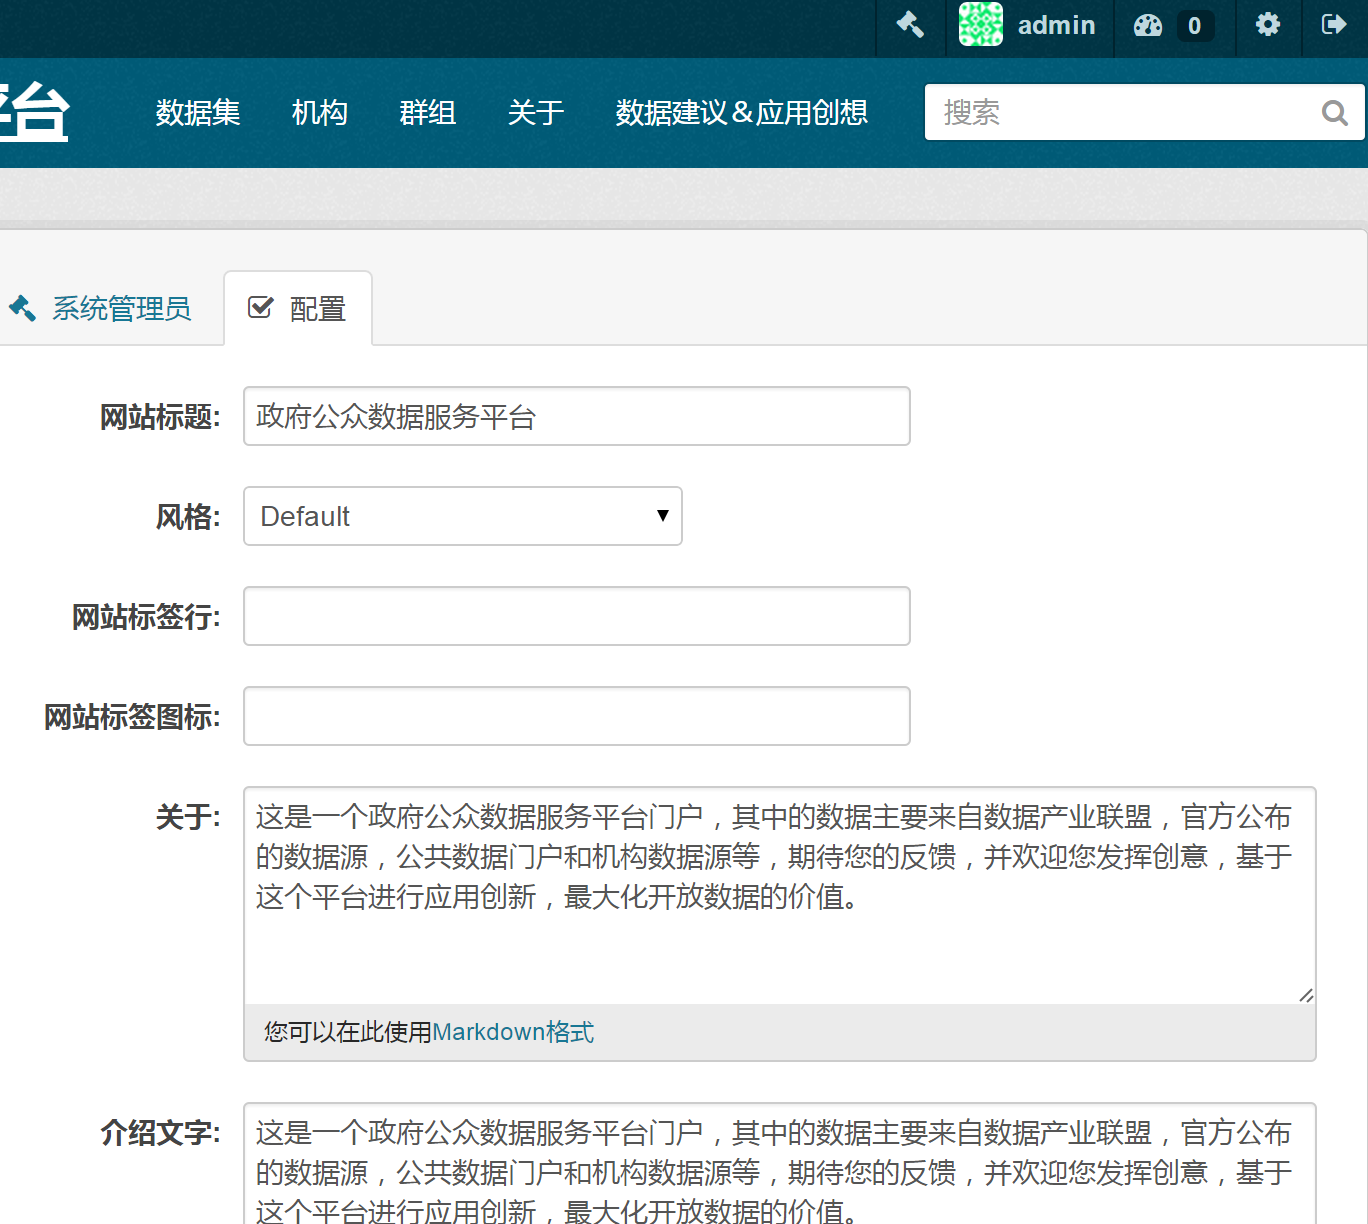 admin 0
平台 数据集 机构 群组 关于 数据建议&应用创想 搜索
系统管理员 配置
网站标题: 政府公众数据服务平台
风格: Default
网站标签行:
网站标签图标:
关于: 这是一个政府公众数据服务平台门户，其中的数据主要来自数据产业联盟，官方公布
的数据源，公共数据门户和机构数据源等，期待您的反馈，并欢迎您发挥创意，基于
这个平台进行应用创新，最大化开放数据的价值。
您可以在此使用Markdown格式
介绍文字: 这是一个政府公众数据服务平台门户，其中的数据主要来自数据产业联盟，官方公布
的数据源，公共数据门户和机构数据源等，期待您的反馈，并欢迎您发挥创意，基于
这个平台进行应用创新，最大化开放数据的价值。